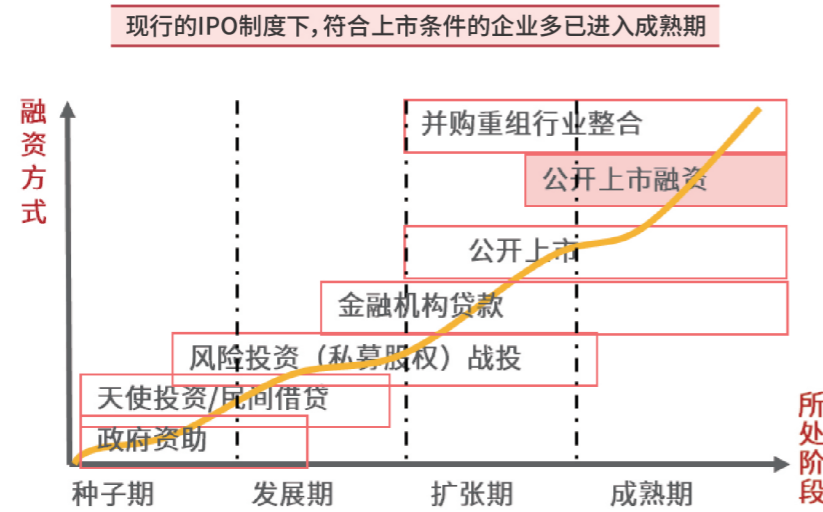 现行的IPO制度下,符合上市条件的企业多已进入成熟期
融资方式
并购重组行业整合
公开上市融资
公开上市
金融机构贷款
风险投资（私募股权）战投
天使投资/民间借贷
政府资助
所处阶段
种子期
发展期
扩张期
成熟期